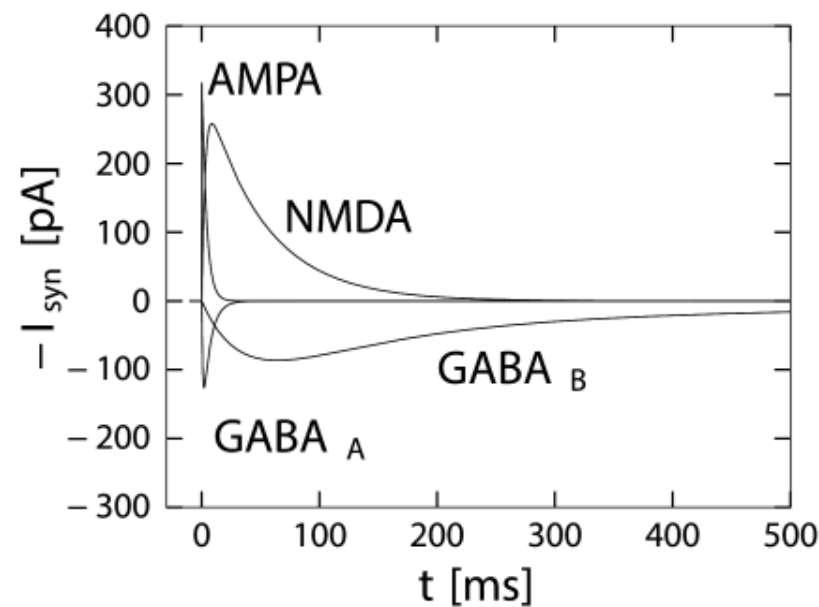 400
300
200
100
0
− 100
− 200
− 300
− I syn [pA]
AMPA
NMDA
GABA B
GABA A
0 100 200 300 400 500
t [ms]